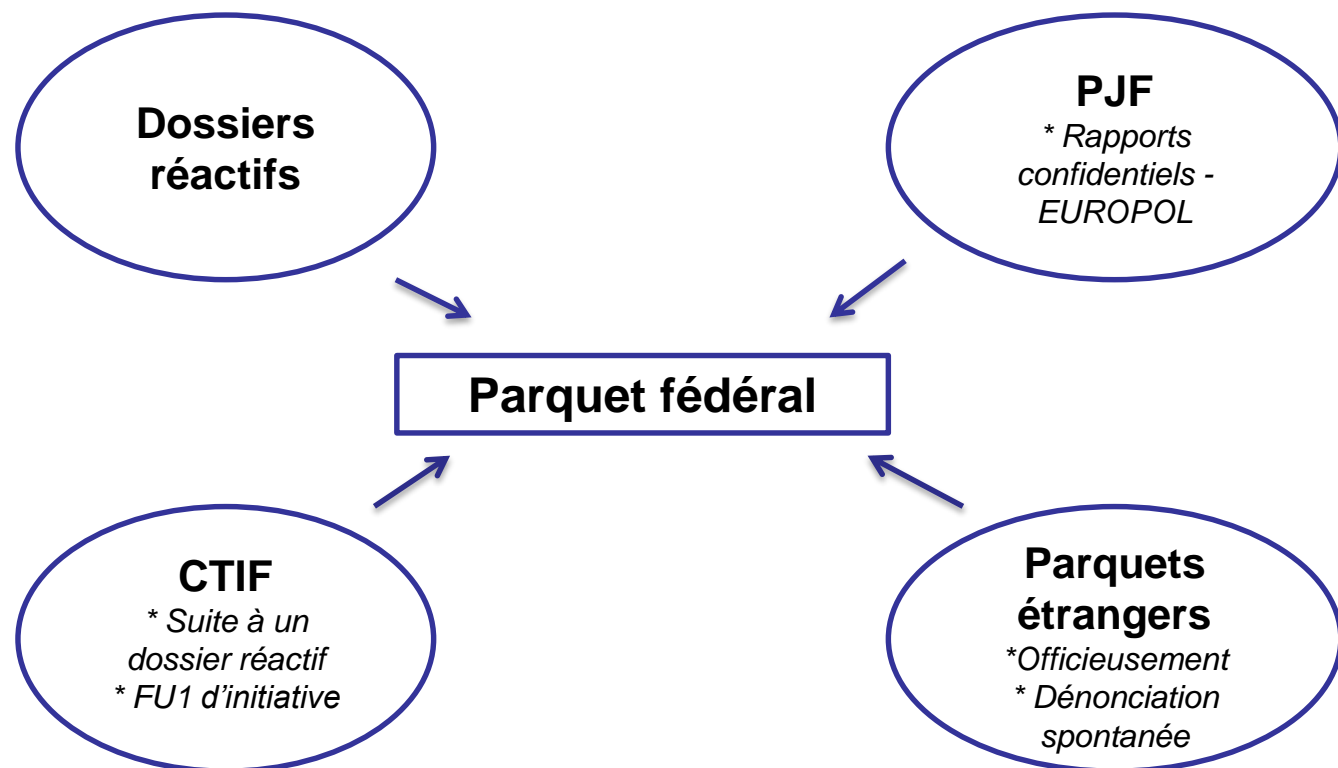 Dossiers
réactifs
PJF
* Rapports
confidentiels -
EUROPOL
Parquet fédéral
CTIF
* Suite à un
dossier réactif
* FU1 d’initiative
Parquets
étrangers
*Officieusement
* Dénonciation
spontanée